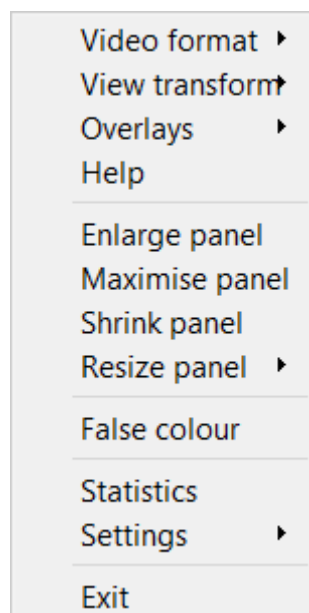 Video format
View transform
Overlays
Help
Enlarge panel
Maximise panel
Shrink panel
Resize panel
False colour
Statistics
Settings
Exit